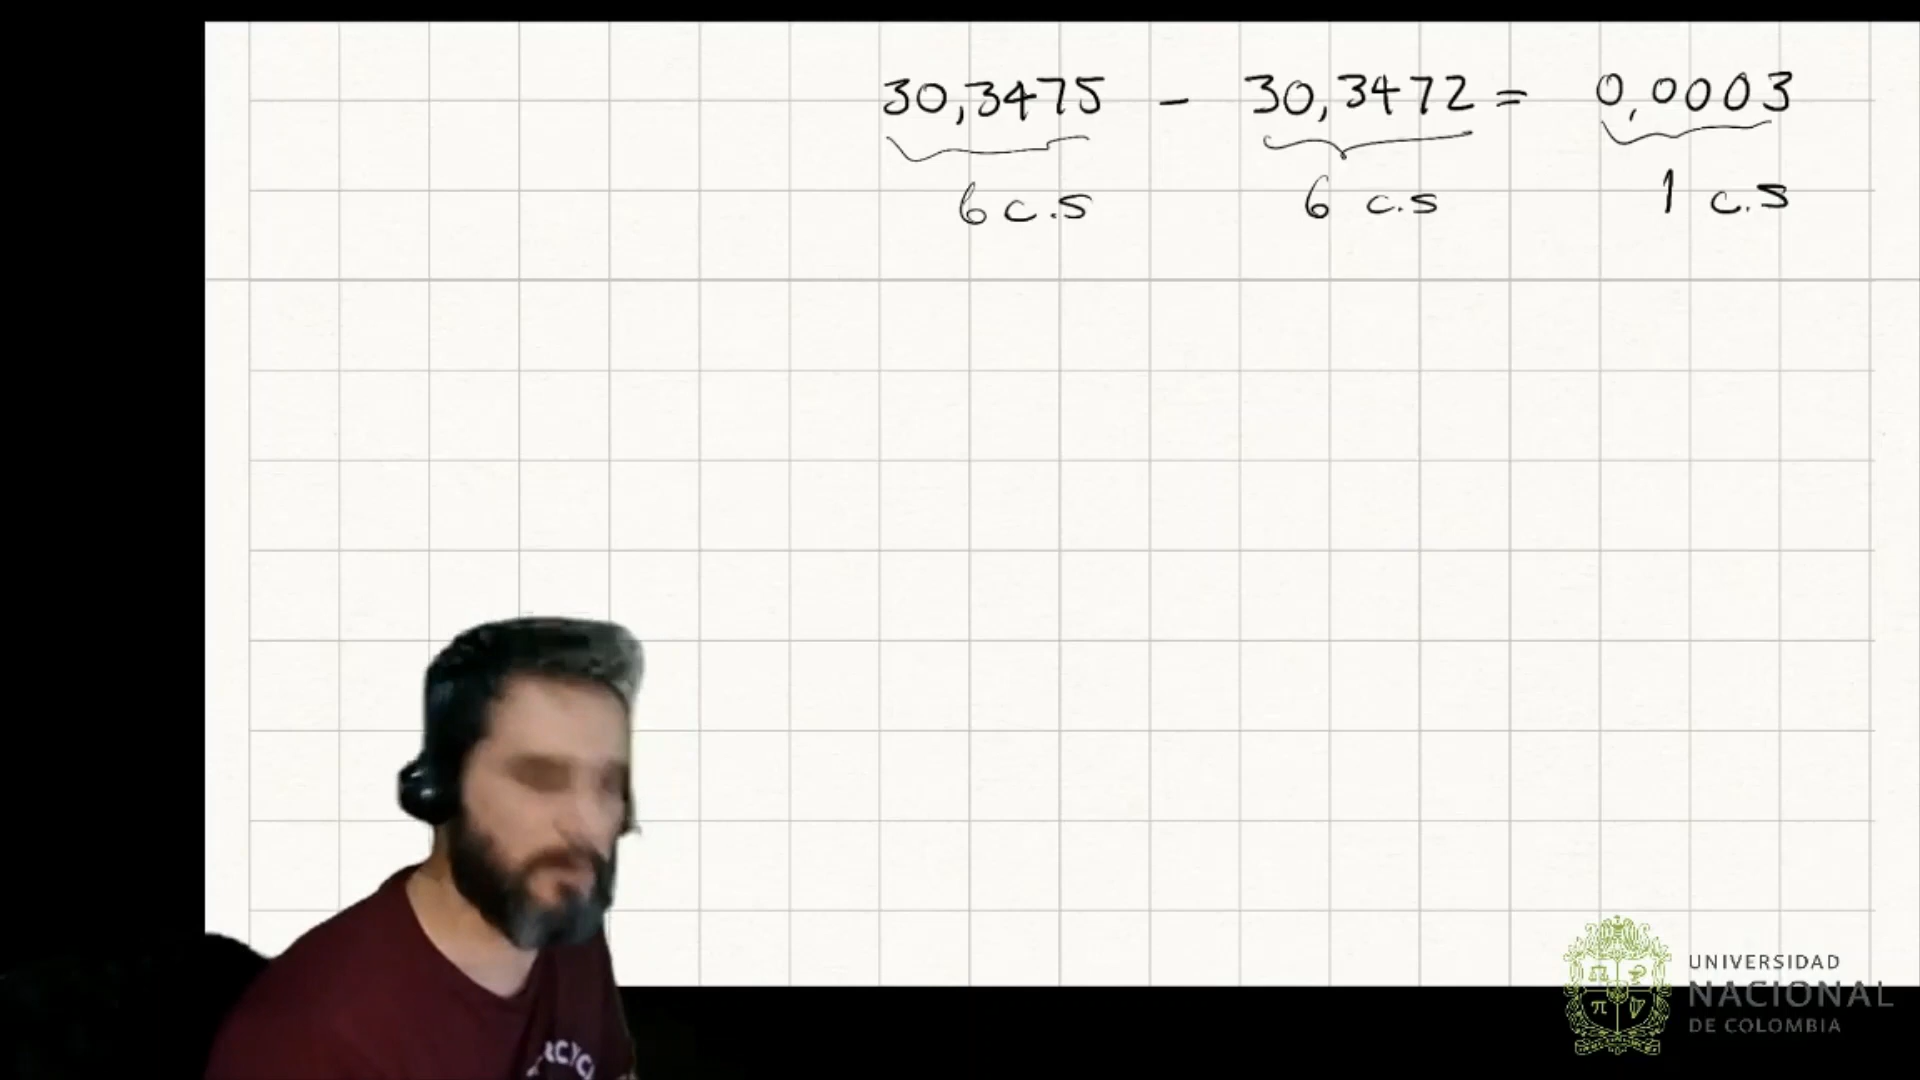 30,3475 - 30,3472 = 0,0003
6 c.s 6 c.s 1 c.s
UNIVERSIDAD
NACIONAL
DE COLOMBIA